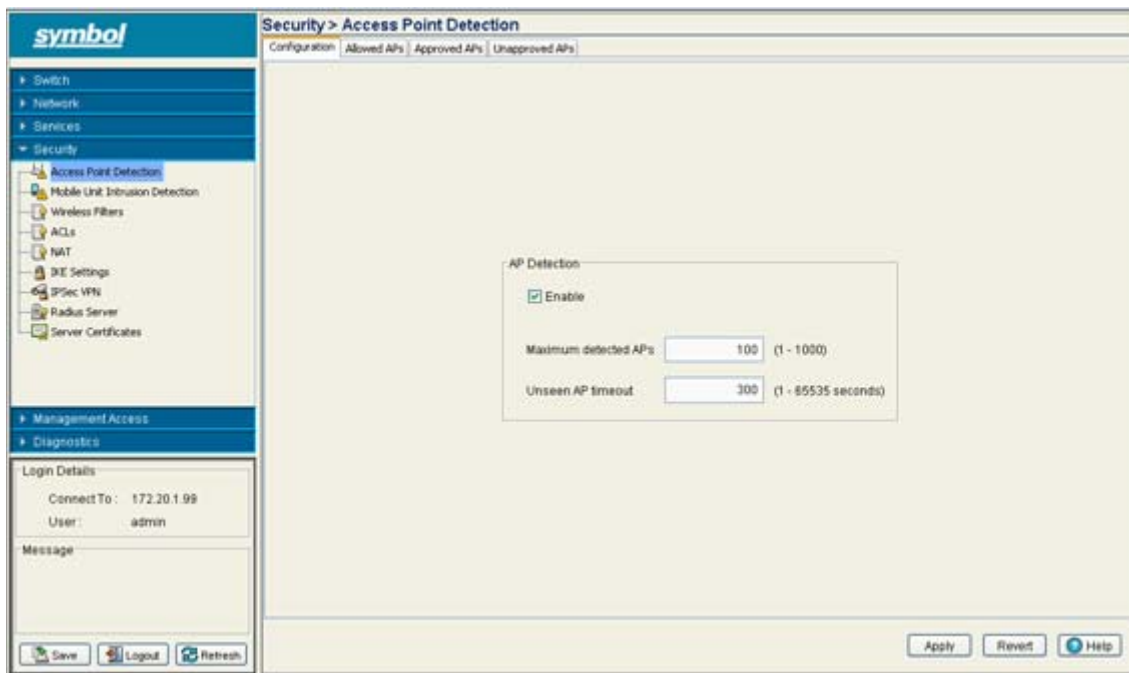 symbol
Switch
Network
Services
Security
Access Point Detection
Mobile Unit Intrusion Detection
Wireless Filters
ACLs
NAT
IKE Settings
IPSec VPN
Radius Server
Server Certificates
Management Access
Diagnostics
Login Details
Connect To : 172.20.1.99
User : admin
Message
Save Logout Refresh
Security > Access Point Detection
Configuration Allowed APs Approved APs Unapproved APs
AP Detection
Enable
Maximum detected APs 100 (1 - 1000)
Unseen AP timeout 300 (1 - 65535 seconds)
Apply Revert Help